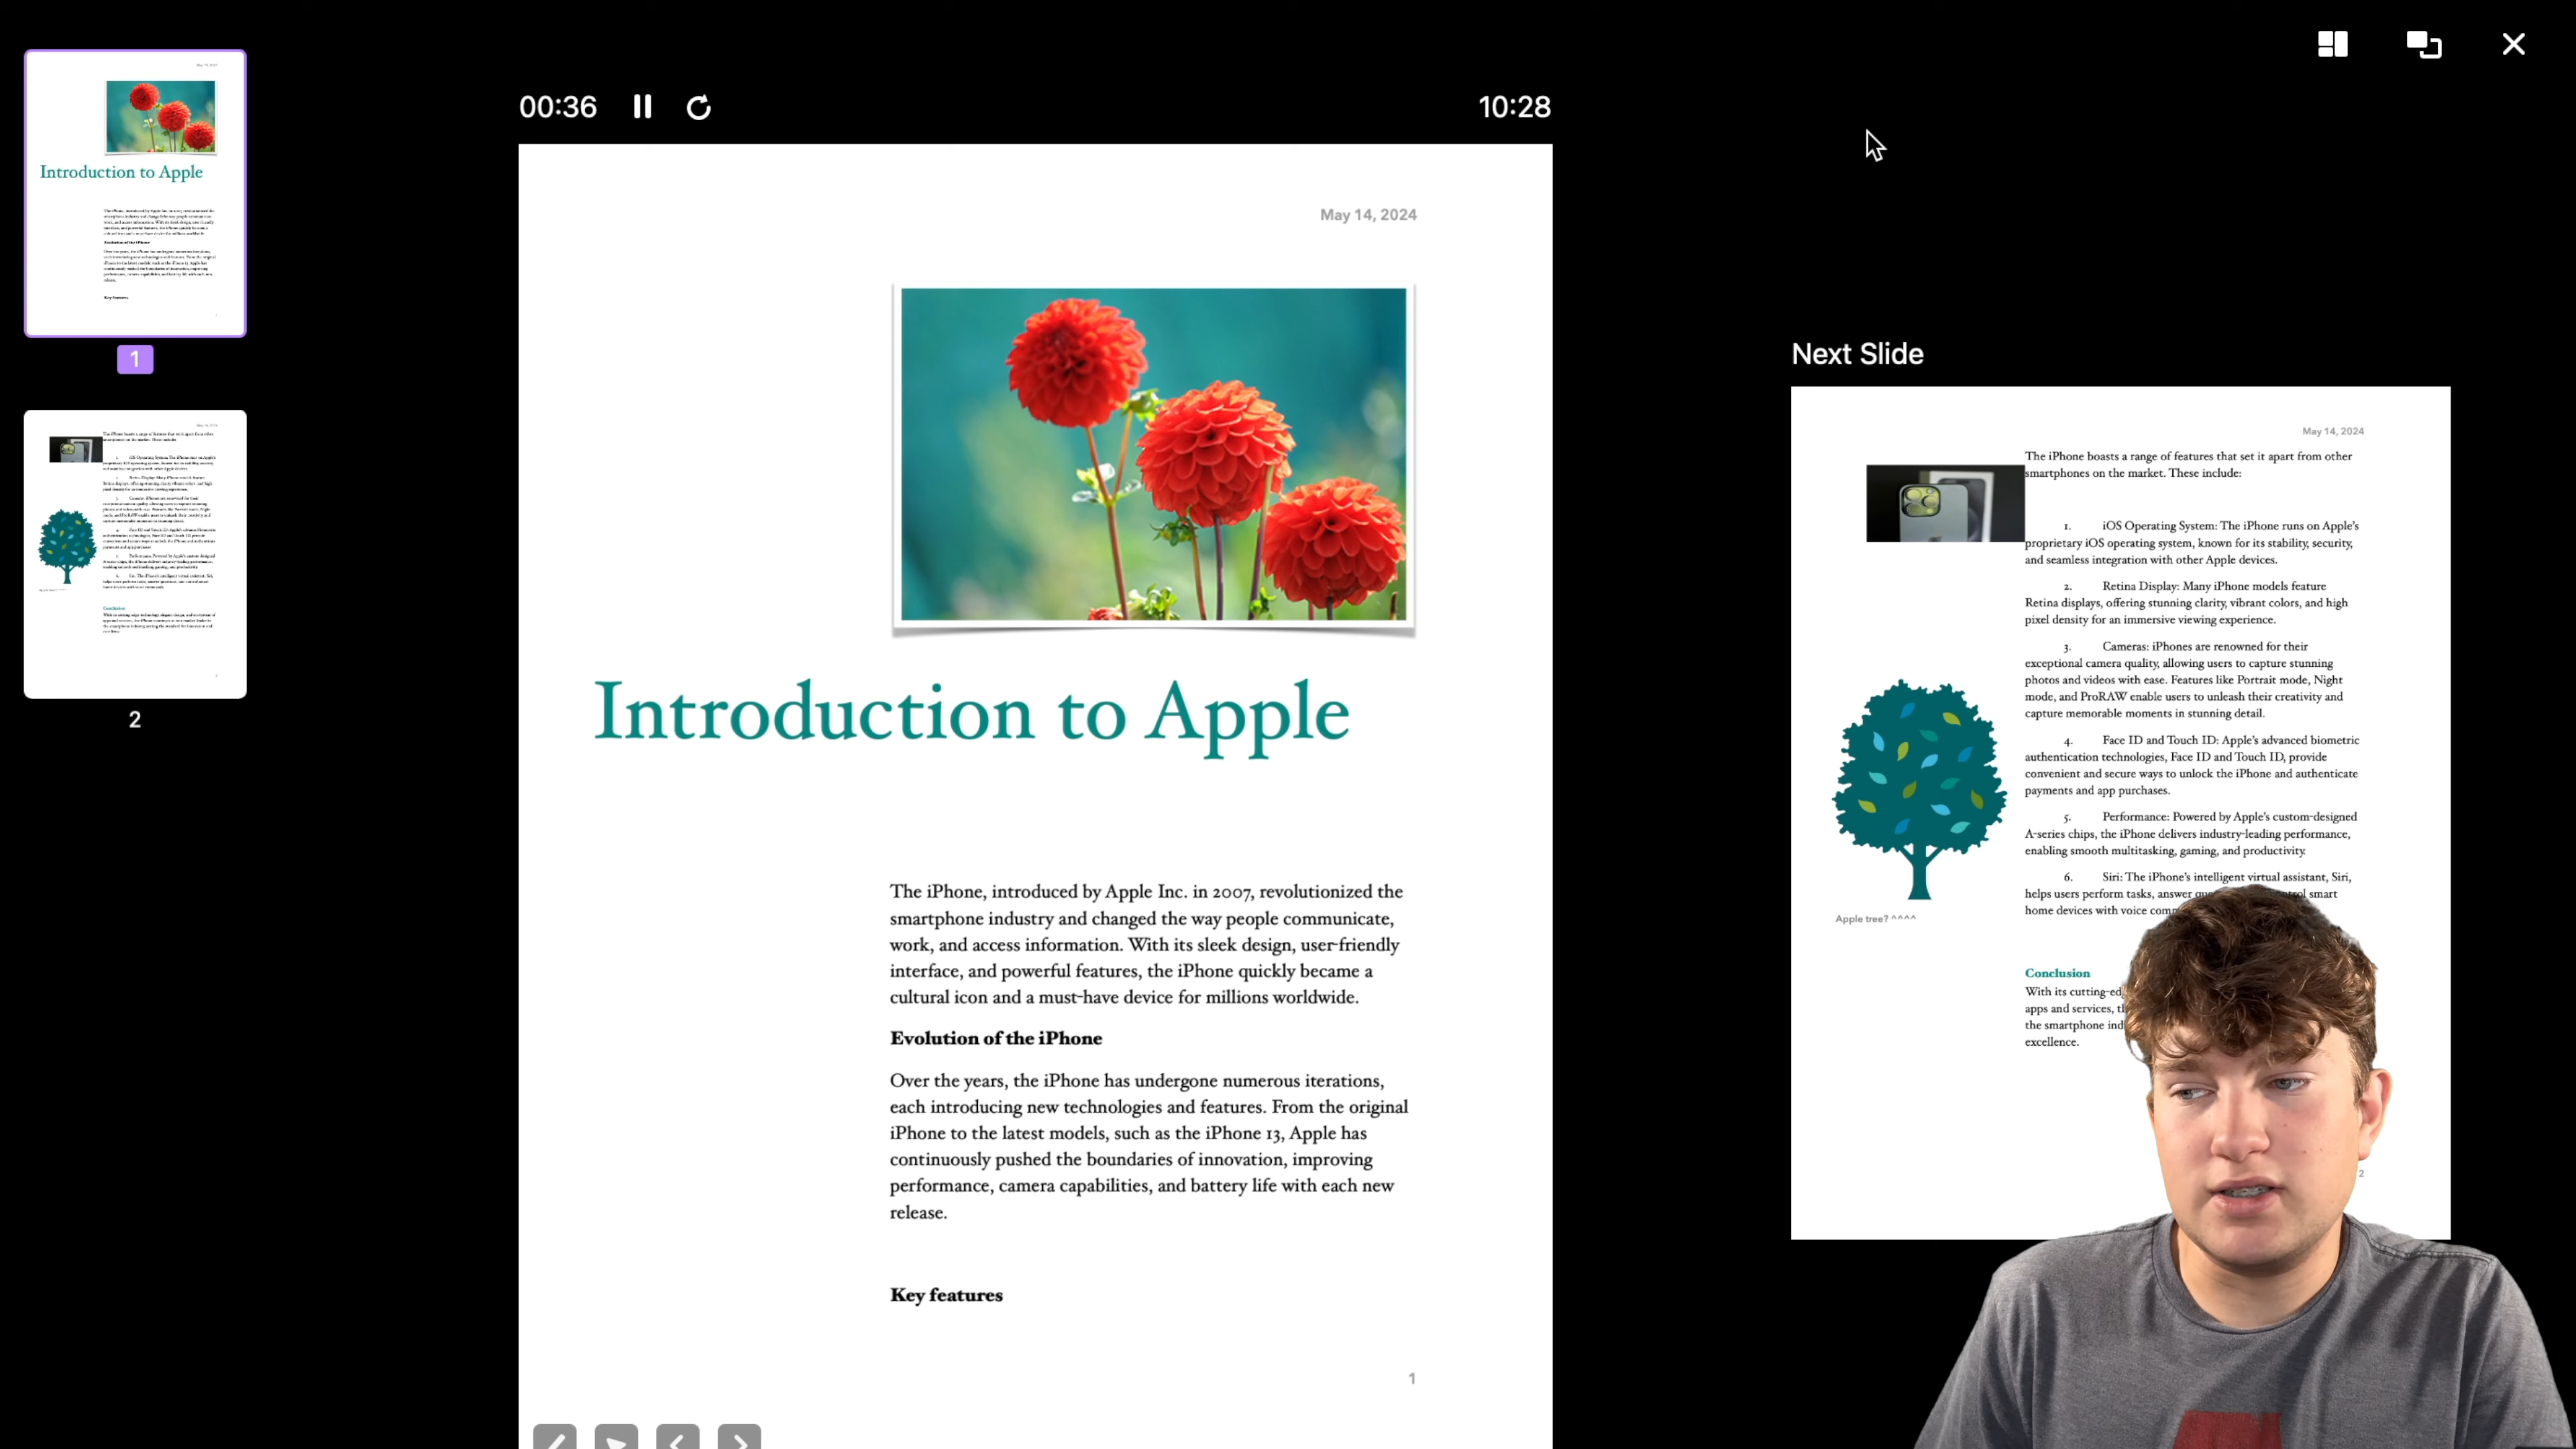 00:36
10:28
May 14, 2024
Introduction to Apple
The iPhone, introduced by Apple Inc. in 2007, revolutionized the
smartphone industry and changed the way people communicate,
work, and access information. With its sleek design, user-friendly
interface, and powerful features, the iPhone quickly became a
cultural icon and a must-have device for millions worldwide.
Evolution of the iPhone
Over the years, the iPhone has undergone numerous iterations,
each introducing new technologies and features. From the original
iPhone to the latest models, such as the iPhone 13, Apple has
continuously pushed the boundaries of innovation, improving
performance, camera capabilities, and battery life with each new
release.
Key features
1
Introduction to Apple
Evolution of the iPhone
Key features
1
Conclusion
2
Next Slide
May 14, 2024
The iPhone boasts a range of features that set it apart from other
smartphones on the market. These include:
1. iOS Operating System: The iPhone runs on Apple's
proprietary iOS operating system, known for its stability, security,
and seamless integration with other Apple devices.
2. Retina Display: Many iPhone models feature
Retina displays, offering stunning clarity, vibrant colors, and high
pixel density for an immersive viewing experience.
3. Cameras: iPhones are renowned for their
exceptional camera quality, allowing users to capture stunning
photos and videos with ease. Features like Portrait mode, Night
mode, and ProRAW enable users to unleash their creativity and
capture memorable moments in stunning detail.
4. Face ID and Touch ID: Apple's advanced biometric
authentication technologies, Face ID and Touch ID, provide
convenient and secure ways to unlock the iPhone and authenticate
payments and app purchases.
5. Performance: Powered by Apple's custom-designed
A-series chips, the iPhone delivers industry-leading performance,
enabling smooth multitasking, gaming, and productivity.
6. Siri: The iPhone's intelligent virtual assistant, Siri,
helps users perform tasks, answer smart
home devices with voice
Apple tree? ^^^^
Conclusion
With its
apps and services,
the smartphone
excellence.
2